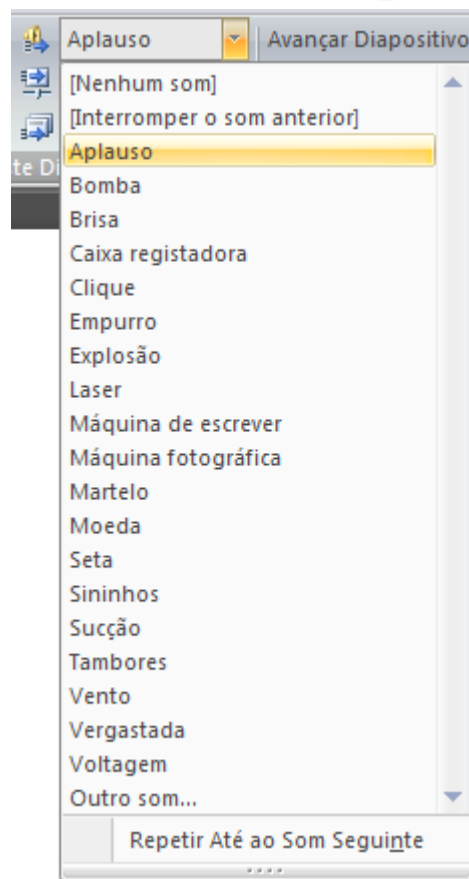 Aplauso Avançar Diapositivo
[Nenhum som]
[Interromper o som anterior]
Aplauso
te Di
Bomba
Brisa
Caixa registadora
Clique
Empurro
Explosão
Laser
Máquina de escrever
Máquina fotográfica
Martelo
Moeda
Seta
Sininhos
Sucção
Tambores
Vento
Vergastada
Voltagem
Outro som...
Repetir Até ao Som Seguinte